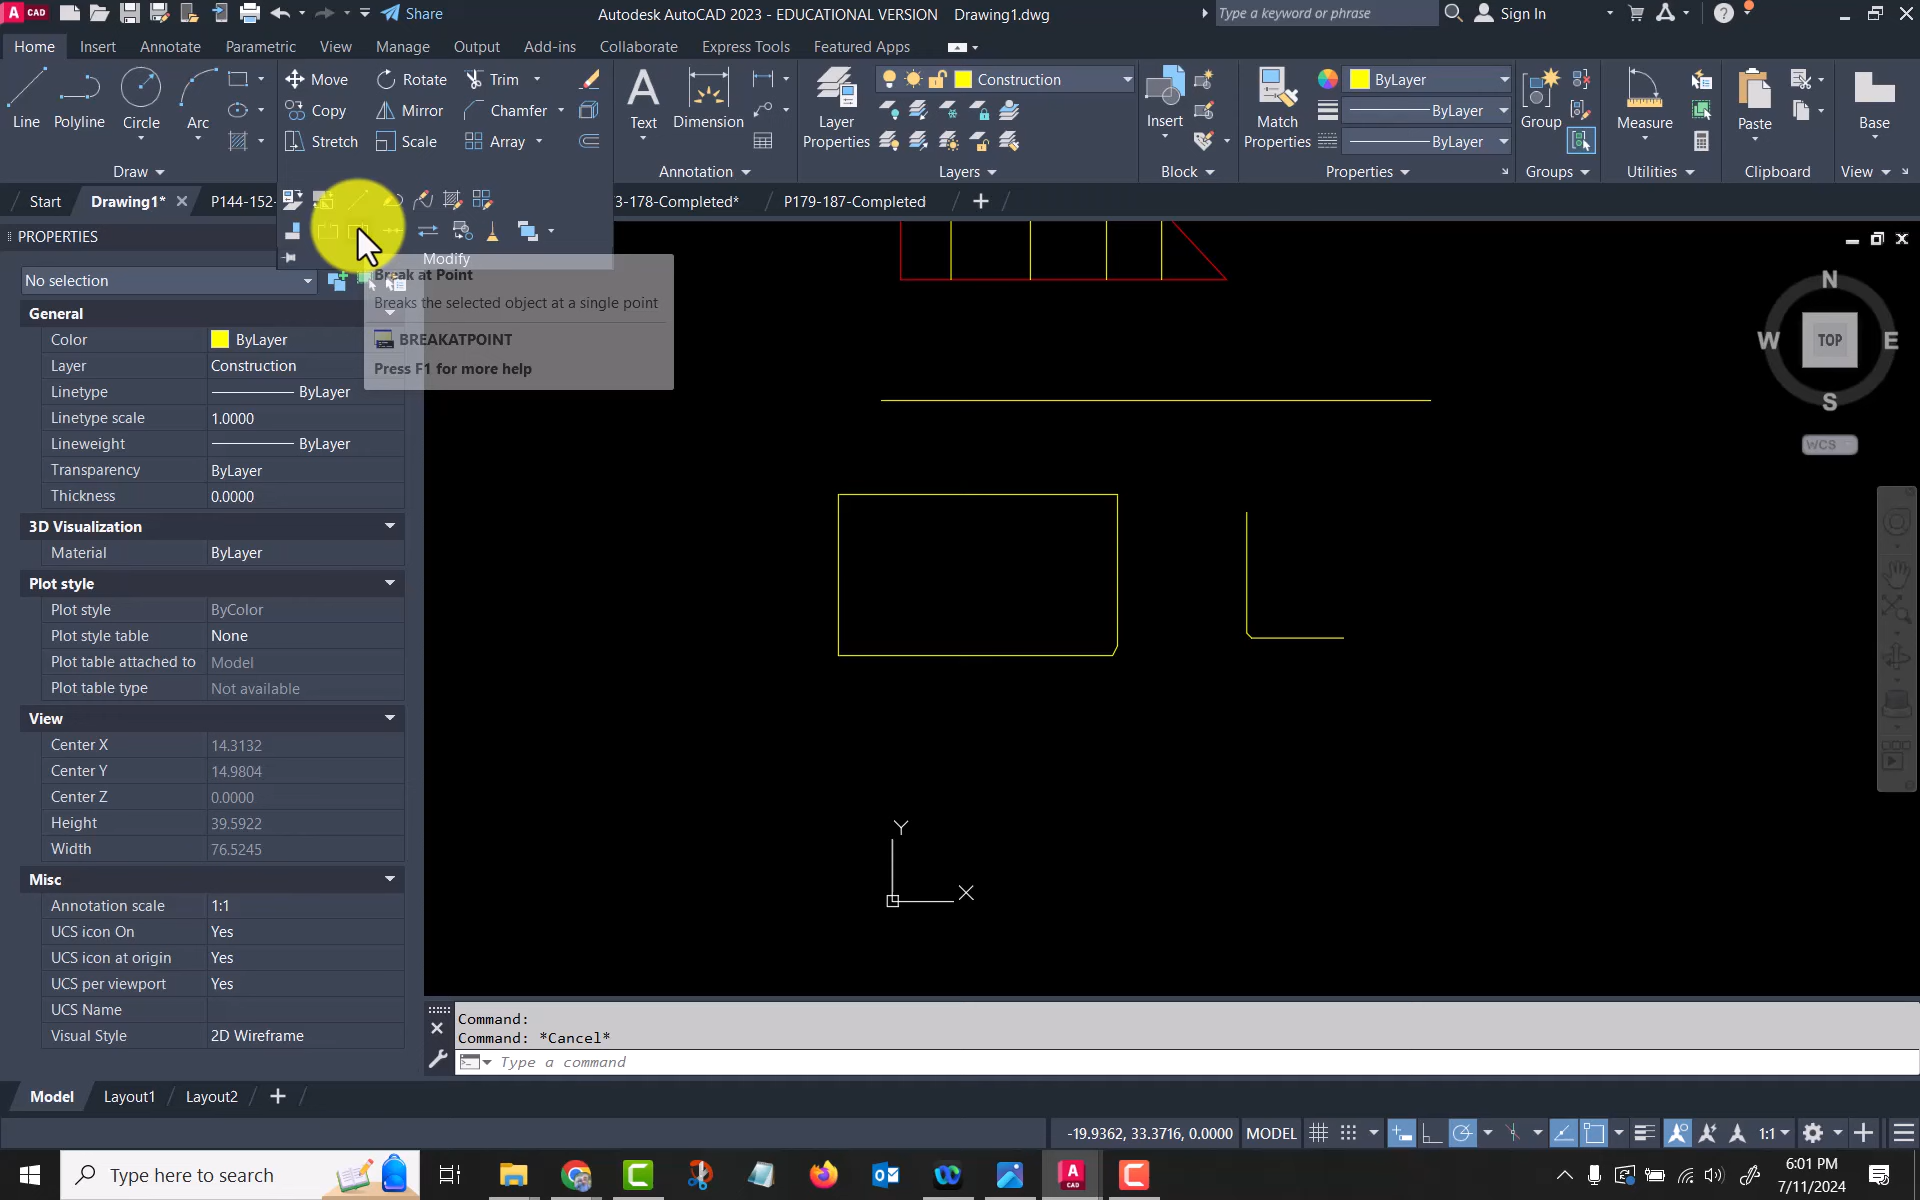 A CAD Share Autodesk AutoCAD 2023 - EDUCATIONAL VERSION Drawing1.dwg Type a keyword or phrase Sign In
Home Insert Annotate Parametric View Manage Output Add-ins Collaborate Express Tools Featured Apps
Move Rotate Trim Construction ByLayer
Copy Mirror Chamfer ByLayer
Line Polyline Circle Arc Text Dimension Layer Properties Insert Match Properties Group Measure Paste Base
Stretch Scale Array ByLayer
Draw Annotation Layers Block Properties Groups Utilities Clipboard View
Start Drawing1* P144-152- 3-178-Completed* P179-187-Completed
PROPERTIES
Modify
No selection
Break at Point
Breaks the selected object at a single point
BREAKATPOINT
Press F1 for more help
General
Color ByLayer
Layer Construction
Linetype ByLayer
Linetype scale 1.0000
Lineweight ByLayer
Transparency ByLayer
Thickness 0.0000
3D Visualization
Material ByLayer
Plot style
Plot style ByColor
Plot style table None
Plot table attached to Model
Plot table type Not available
View
Center X 14.3132
Center Y 14.9804
Center Z 0.0000
Height 39.5922
Width 76.5245
Misc
Annotation scale 1:1
UCS icon On Yes
UCS icon at origin Yes
UCS per viewport Yes
UCS Name
Visual Style 2D Wireframe
N
W TOP E
S
WCS
Y
X
Command:
Command: *Cancel*
Type a command
Model Layout1 Layout2
-19.9362, 33.3716, 0.0000 MODEL 1:1
Type here to search
6:01 PM
7/11/2024